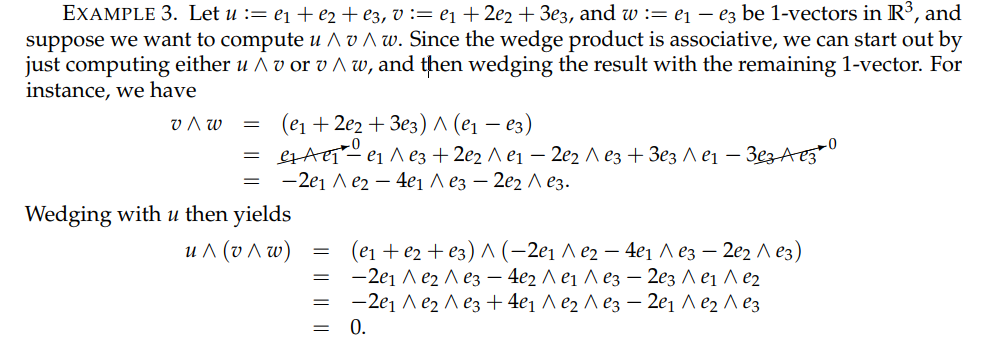 EXAMPLE 3. Let u := e₁ + e₂ + e₃, v := e₁ + 2e₂ + 3e₃, and w := e₁ − e₃ be 1-vectors in ℝ³, and
suppose we want to compute u ∧ v ∧ w. Since the wedge product is associative, we can start out by
just computing either u ∧ v or v ∧ w, and then wedging the result with the remaining 1-vector. For
instance, we have
v ∧ w = (e₁ + 2e₂ + 3e₃) ∧ (e₁ − e₃)
= e₁ ∧ e₁ 0 − e₁ ∧ e₃ + 2e₂ ∧ e₁ − 2e₂ ∧ e₃ + 3e₃ ∧ e₁ − 3e₃ ∧ e₃ 0
= −2e₁ ∧ e₂ − 4e₁ ∧ e₃ − 2e₂ ∧ e₃.
Wedging with u then yields
u ∧ (v ∧ w) = (e₁ + e₂ + e₃) ∧ (−2e₁ ∧ e₂ − 4e₁ ∧ e₃ − 2e₂ ∧ e₃)
= −2e₁ ∧ e₂ ∧ e₃ − 4e₂ ∧ e₁ ∧ e₃ − 2e₃ ∧ e₁ ∧ e₂
= −2e₁ ∧ e₂ ∧ e₃ + 4e₁ ∧ e₂ ∧ e₃ − 2e₁ ∧ e₂ ∧ e₃
= 0.